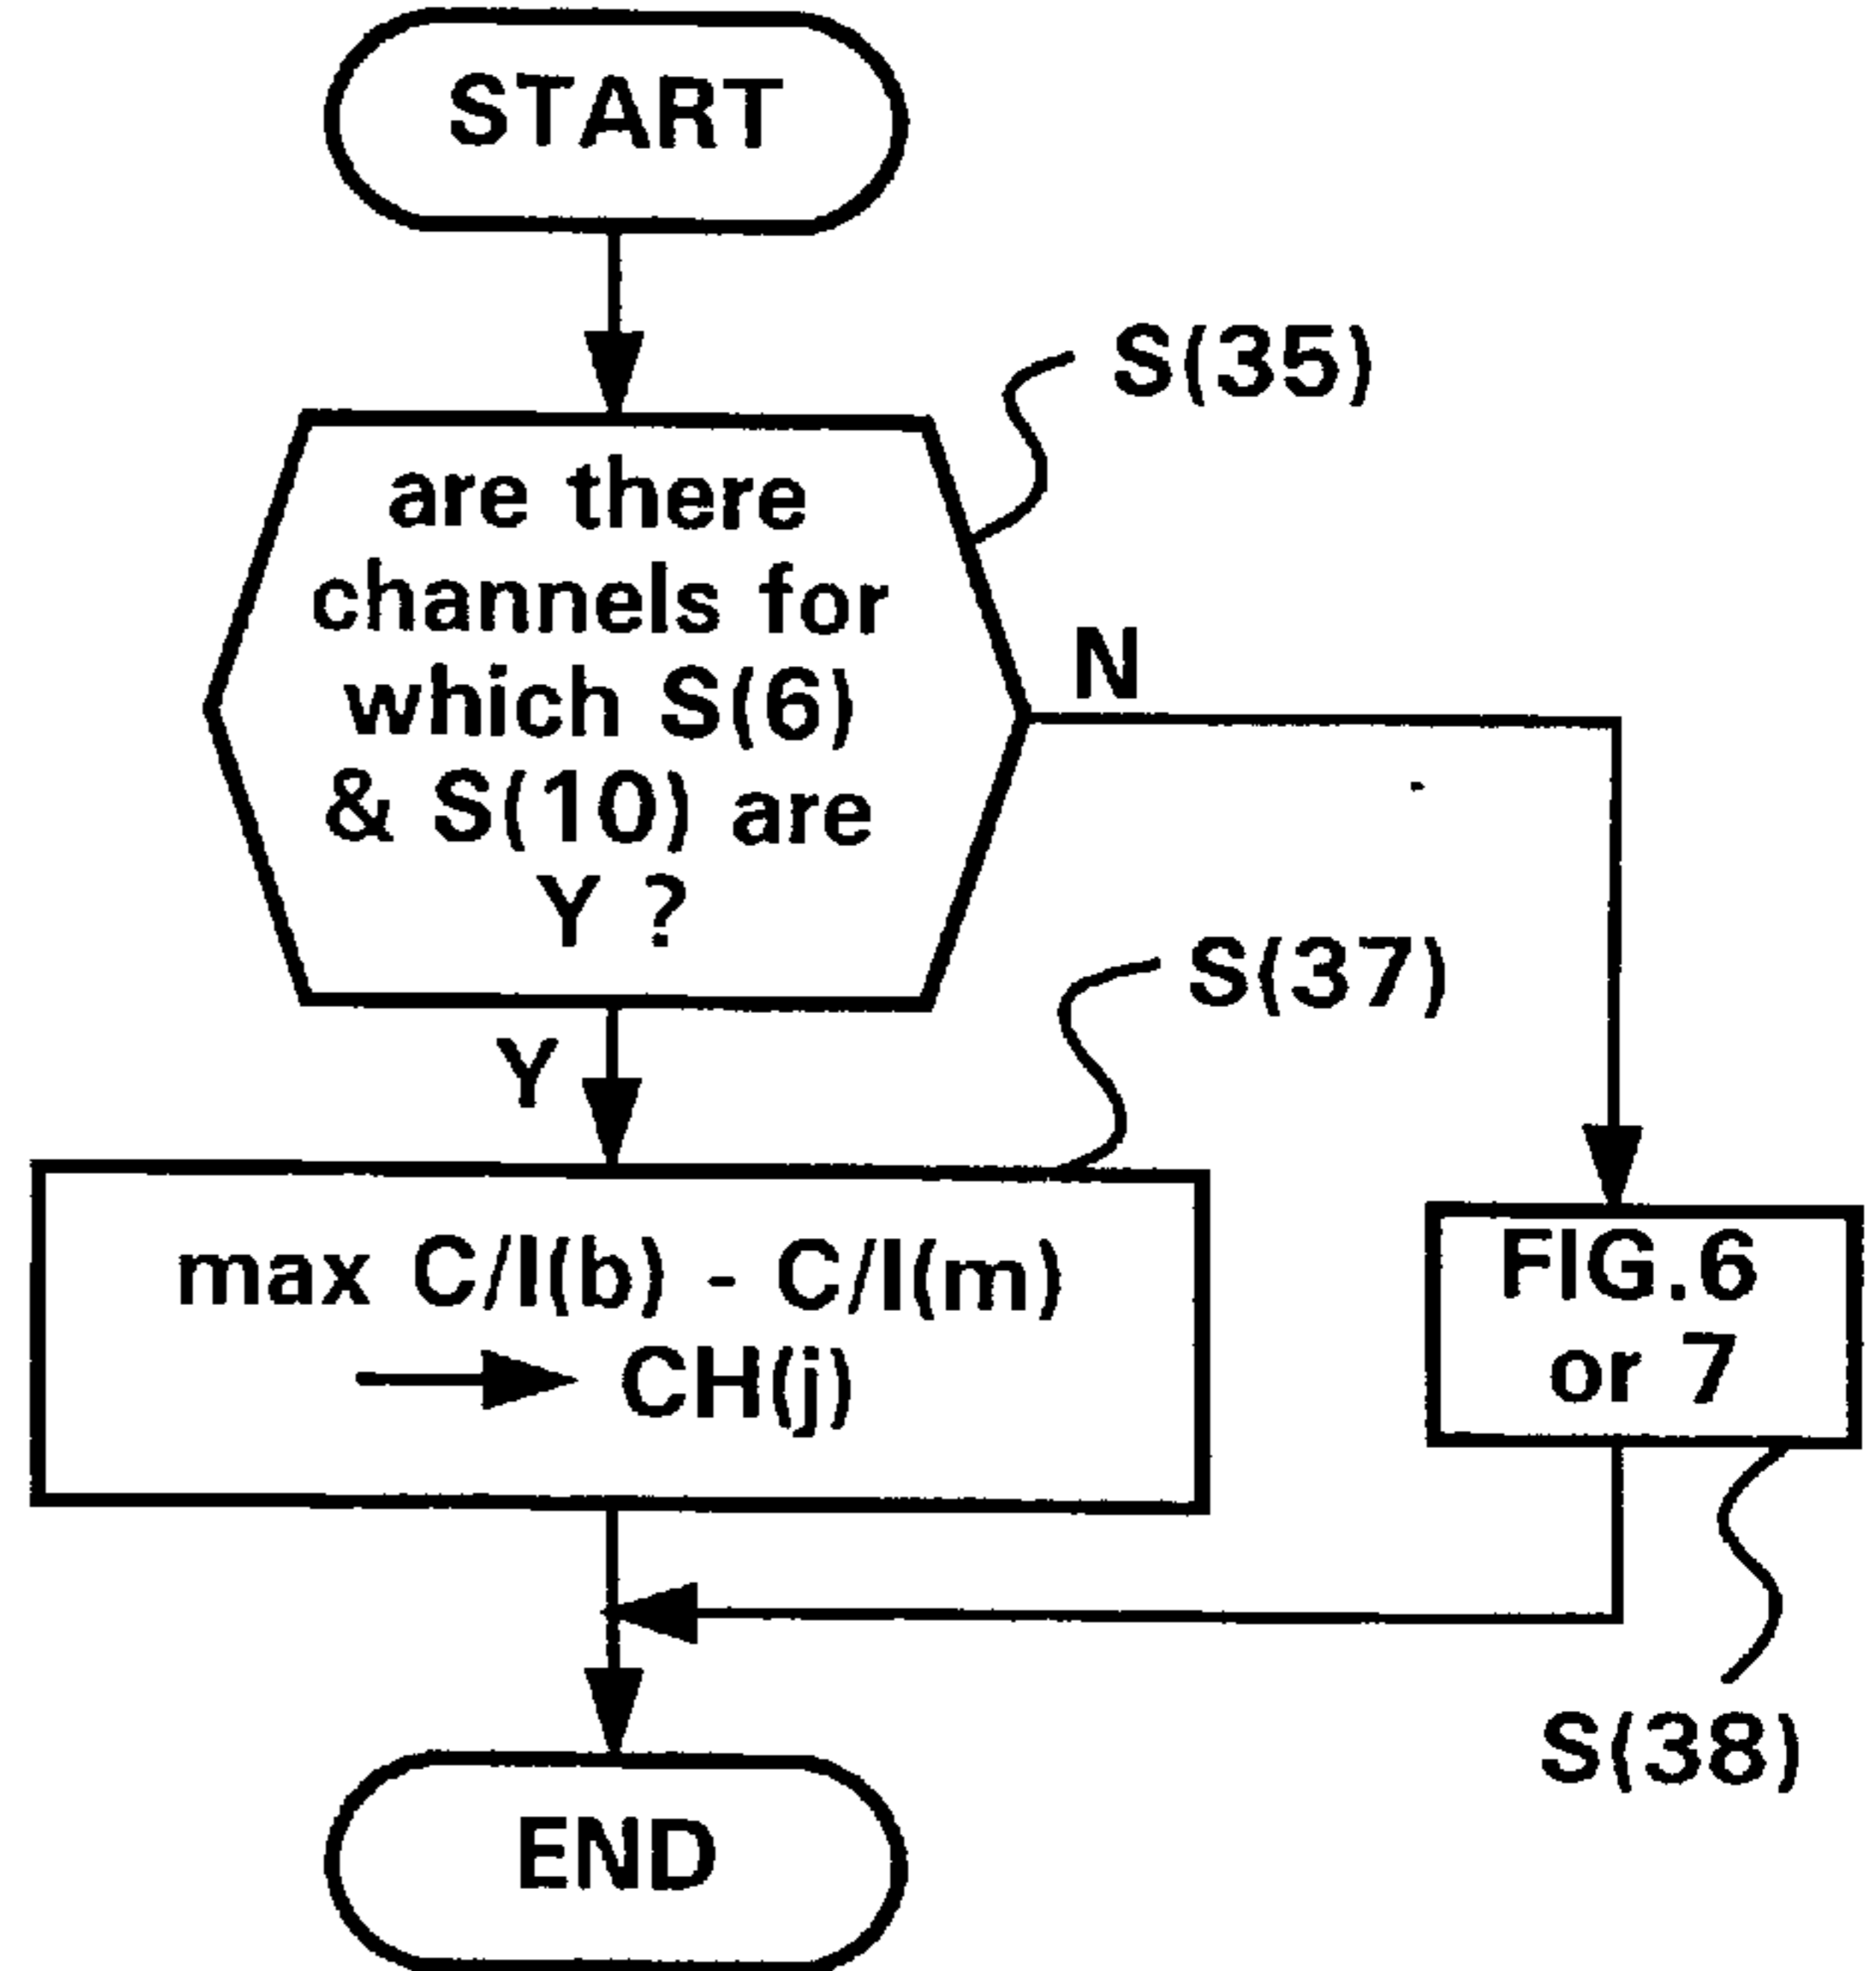 START
S(35)
are there
channels for
which S(6)
& S(10) are
Y ?
N
S(37)
Y
max C/I(b) - C/I(m)
→ CH(j)
FIG.6
or 7
S(38)
END